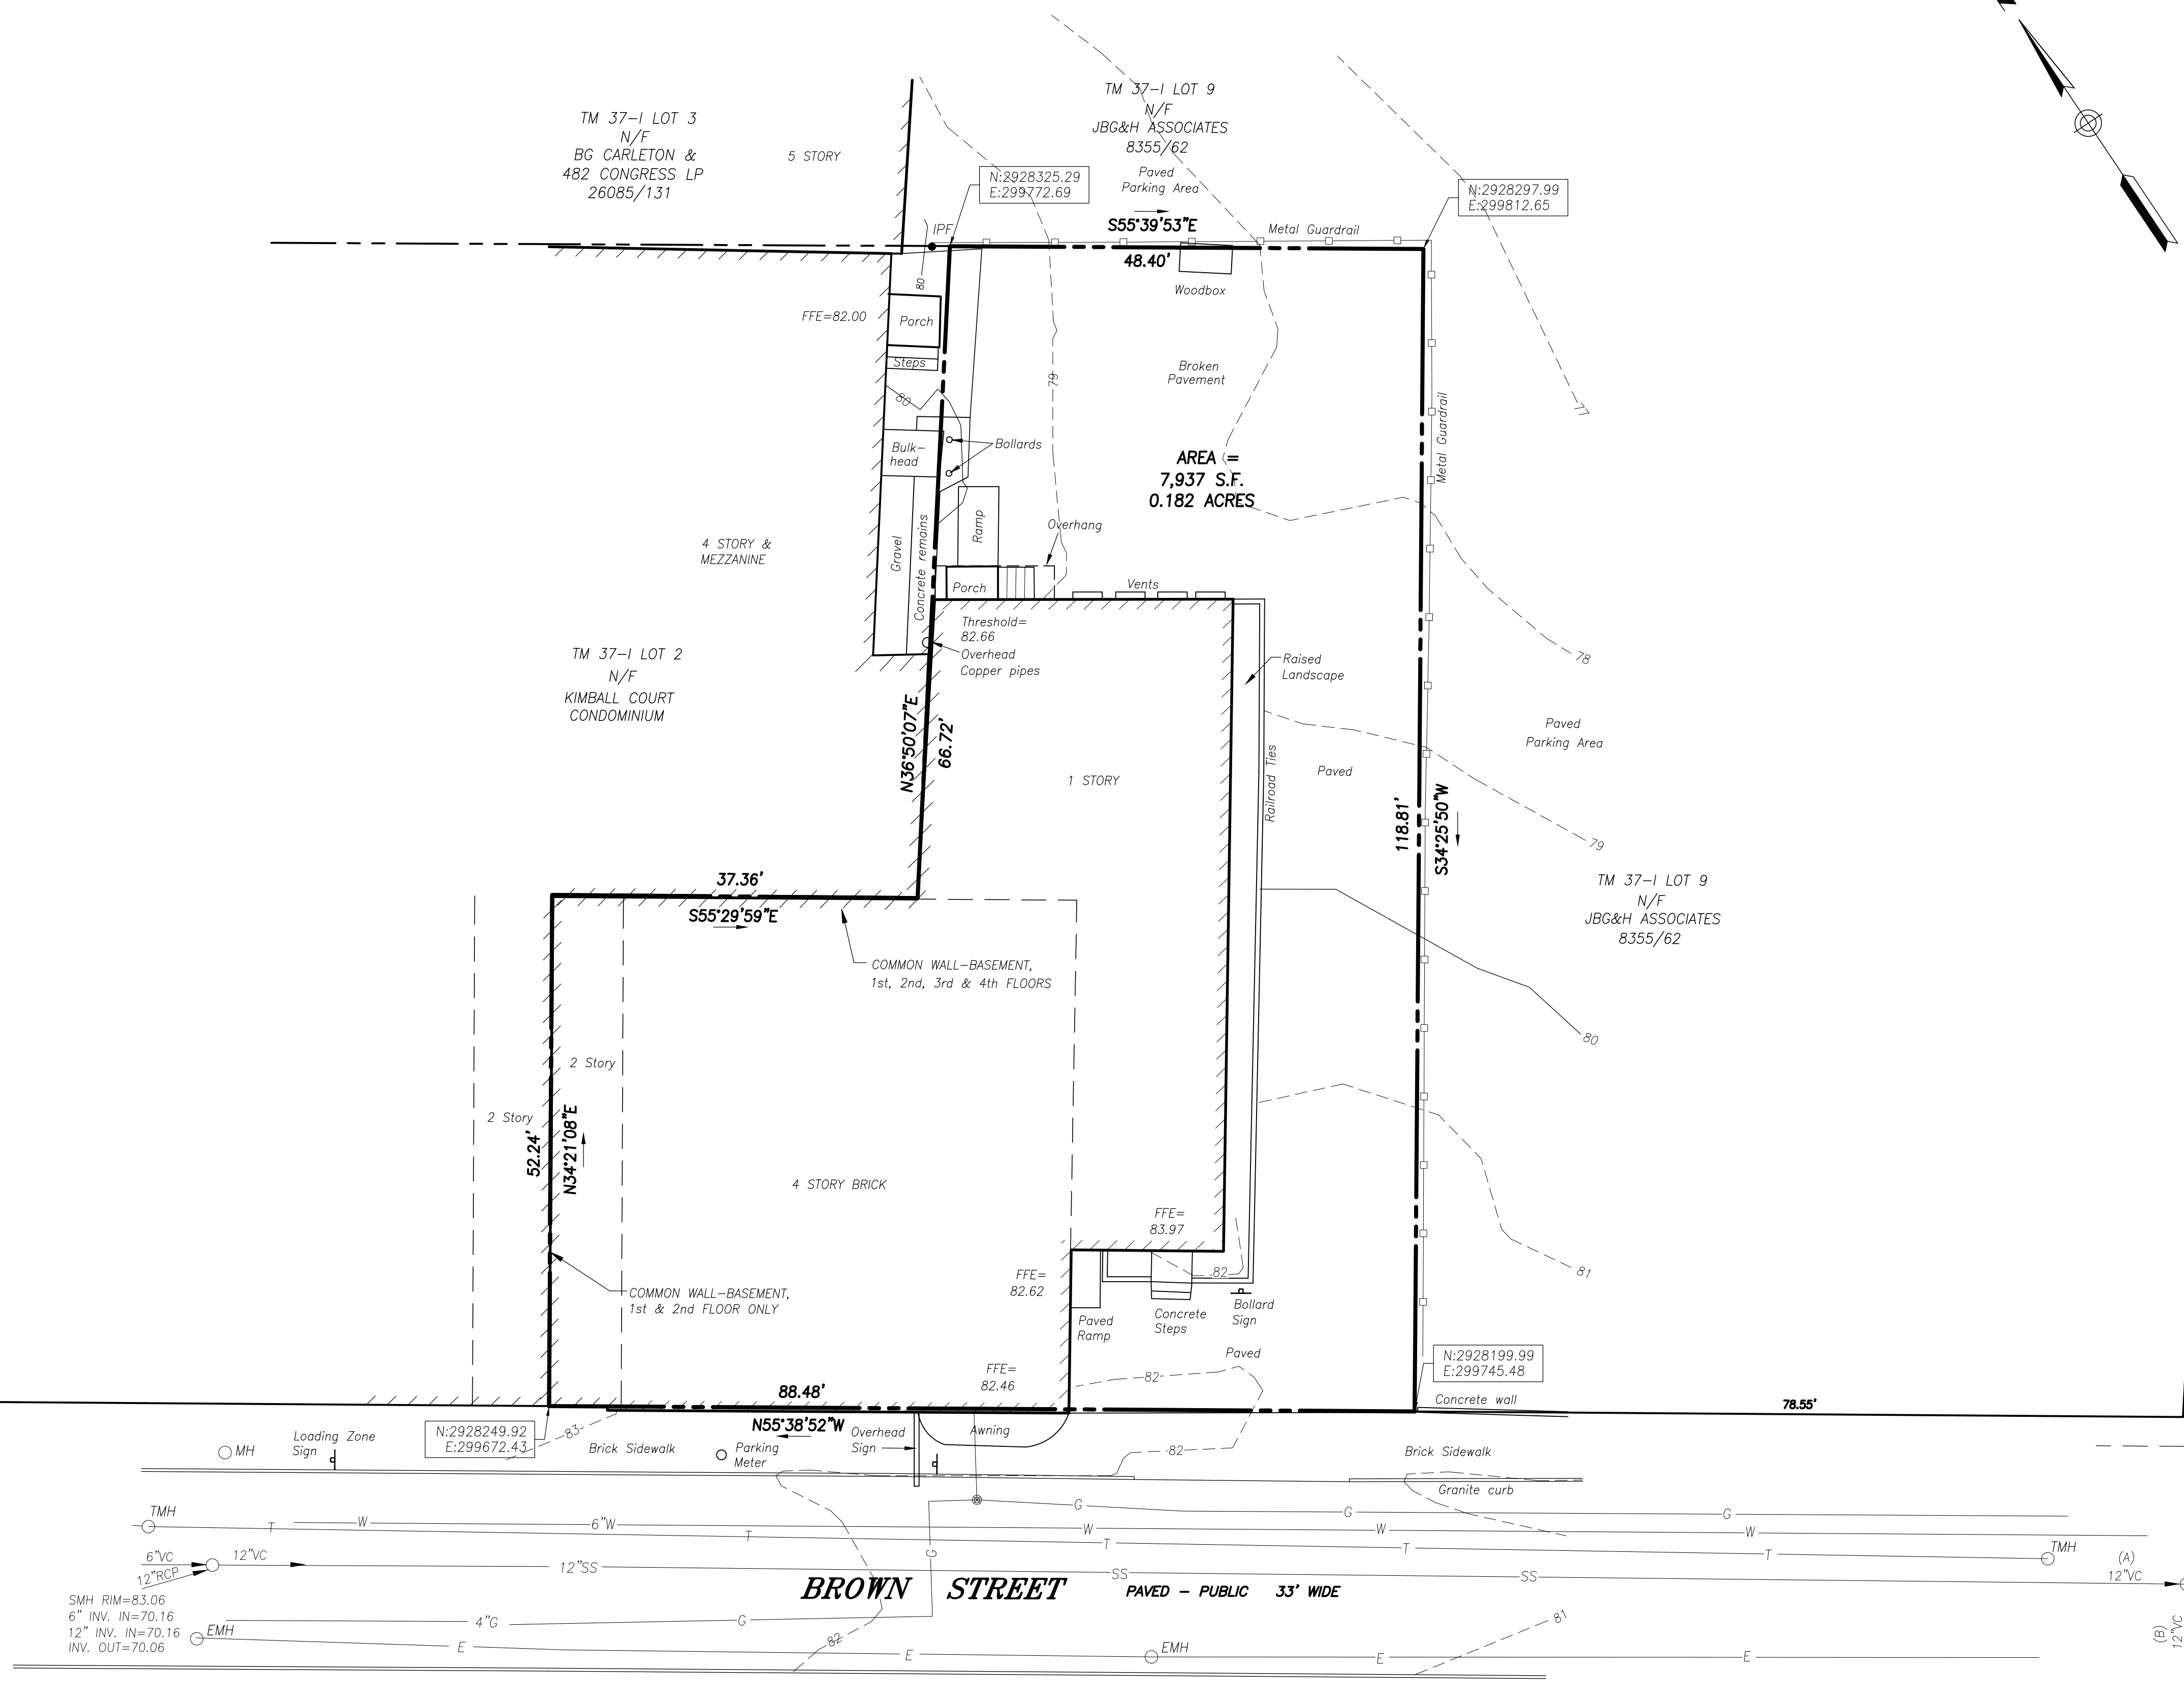 TM 37-I LOT 3
N/F
BG CARLETON &
482 CONGRESS LP
26085/131
5 STORY
TM 37-I LOT 9
N/F
JBG&H ASSOCIATES
8355/62
Paved
Parking Area
N:2928325.29
E:299772.69
N:2928297.99
E:299812.65
IPF
S55°39'53"E
48.40'
Metal Guardrail
Woodbox
80
FFE=82.00
Porch
Steps
80
79
Broken
Pavement
77
Metal Guardrail
Bulk-
head
Bollards
AREA =
7,937 S.F.
0.182 ACRES
Gravel
Concrete remains
Ramp
Overhang
4 STORY &
MEZZANINE
Porch
Vents
Threshold=
82.66
Overhead
Copper pipes
TM 37-I LOT 2
N/F
KIMBALL COURT
CONDOMINIUM
Raised
Landscape
78
N36°50'07"E
66.72'
Paved
Parking Area
1 STORY
Railroad Ties
Paved
118.81'
S34°25'50"W
79
37.36'
S55°29'59"E
TM 37-I LOT 9
N/F
JBG&H ASSOCIATES
8355/62
COMMON WALL-BASEMENT,
1st, 2nd, 3rd & 4th FLOORS
80
2 Story
2 Story
52.24'
N34°21'08"E
4 STORY BRICK
FFE=
83.97
FFE=
82.62
82
81
COMMON WALL-BASEMENT,
1st & 2nd FLOOR ONLY
Paved
Ramp
Concrete
Steps
Bollard
Sign
Paved
FFE=
82.46
82
N:2928199.99
E:299745.48
88.48'
N55°38'52"W
Concrete wall
78.55'
N:2928249.92
E:299672.43
83
MH
Loading Zone
Sign
Brick Sidewalk
Parking
Meter
Overhead
Sign
Awning
82
Brick Sidewalk
Granite curb
TMH
T
W
6"W
T
G
W
T
G
W
T
G
W
T
TMH
6"VC
12"VC
12"RCP
12"SS
G
SS
SS
(A)
12"VC
BROWN STREET
PAVED - PUBLIC 33' WIDE
SMH RIM=83.06
6" INV. IN=70.16
12" INV. IN=70.16
INV. OUT=70.06
4"G
G
EMH
E
82
E
EMH
E
81
E
(B)
12"VC